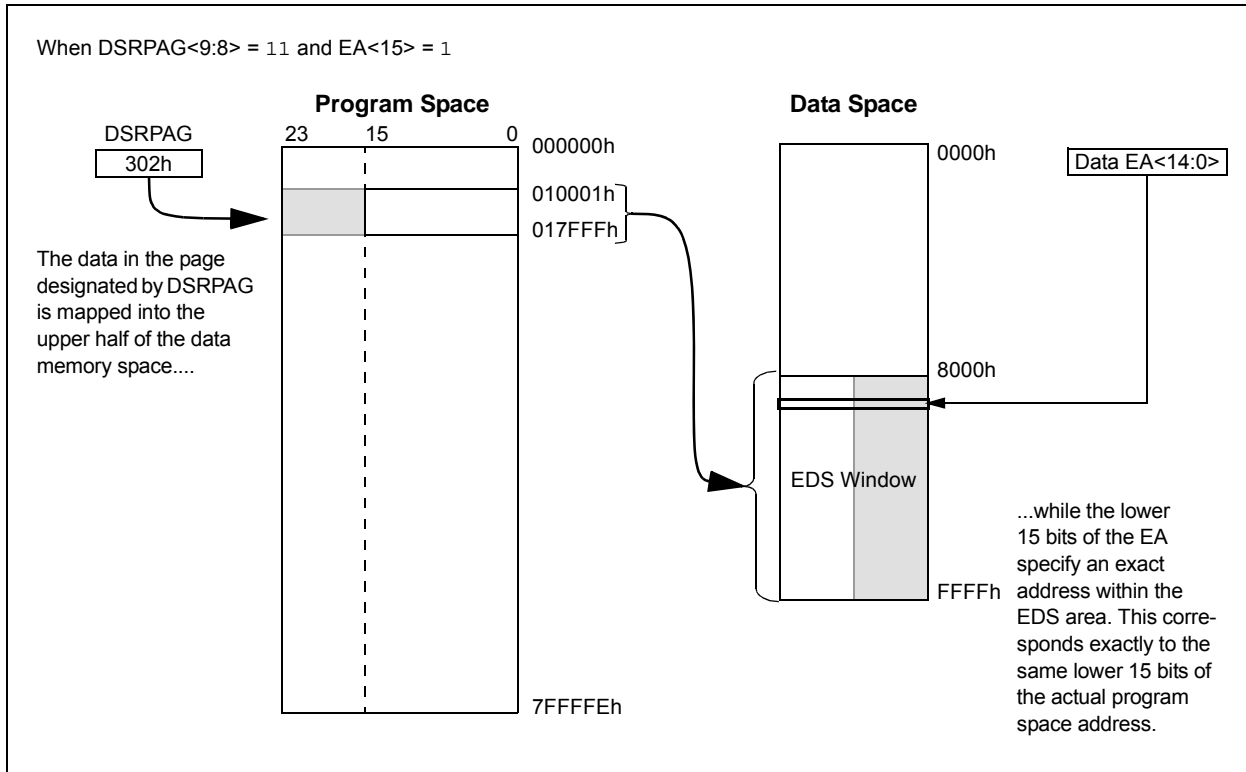 When DSRPAG<9:8> = 11 and EA<15> = 1
Program Space
Data Space
DSRPAG
302h
23
15
0
000000h
010001h
017FFFh
7FFFFEh
The data in the page
designated by DSRPAG
is mapped into the
upper half of the data
memory space....
0000h
8000h
FFFFh
EDS Window
Data EA<14:0>
...while the lower
15 bits of the EA
specify an exact
address within the
EDS area. This corre-
sponds exactly to the
same lower 15 bits of
the actual program
space address.